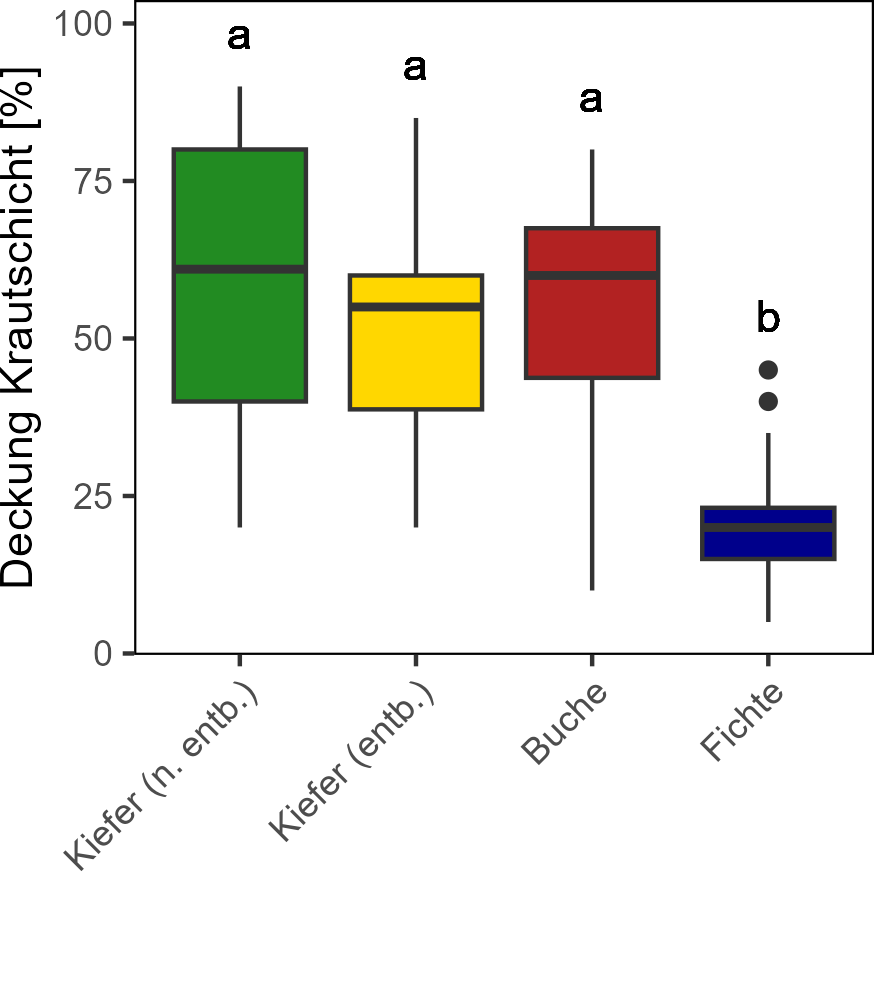 Deckung Krautschicht [%]
100
75
50
25
0
a
a
a
b
Kiefer (n. entb.)
Kiefer (entb.)
Buche
Fichte